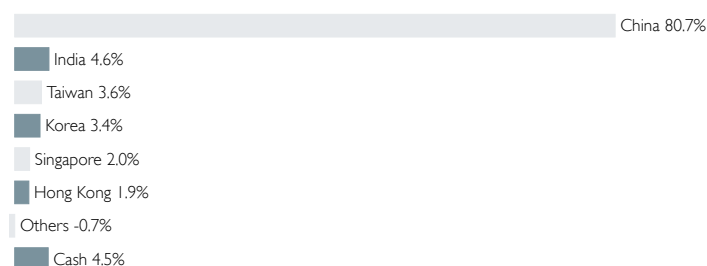 China 80.7%
India 4.6%
Taiwan 3.6%
Korea 3.4%
Singapore 2.0%
Hong Kong 1.9%
Others -0.7%
Cash 4.5%